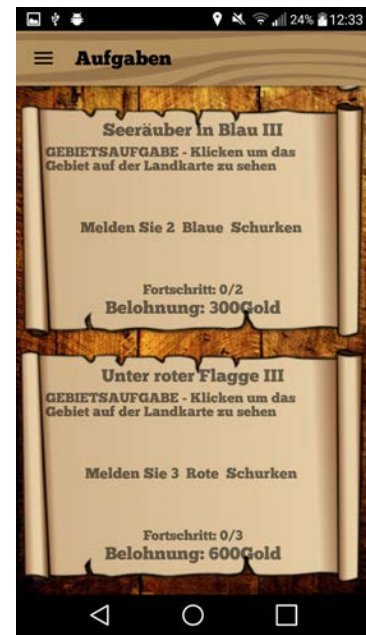 24% 12:33
Aufgaben
Seeräuber in Blau III
GEBIETSAUFGABE - Klicken um das
Gebiet auf der Landkarte zu sehen
Melden Sie 2 Blaue Schurken
Fortschritt: 0/2
Belohnung: 300Gold
Unter roter Flagge III
GEBIETSAUFGABE - Klicken um das
Gebiet auf der Landkarte zu sehen
Melden Sie 3 Rote Schurken
Fortschritt: 0/3
Belohnung: 600Gold